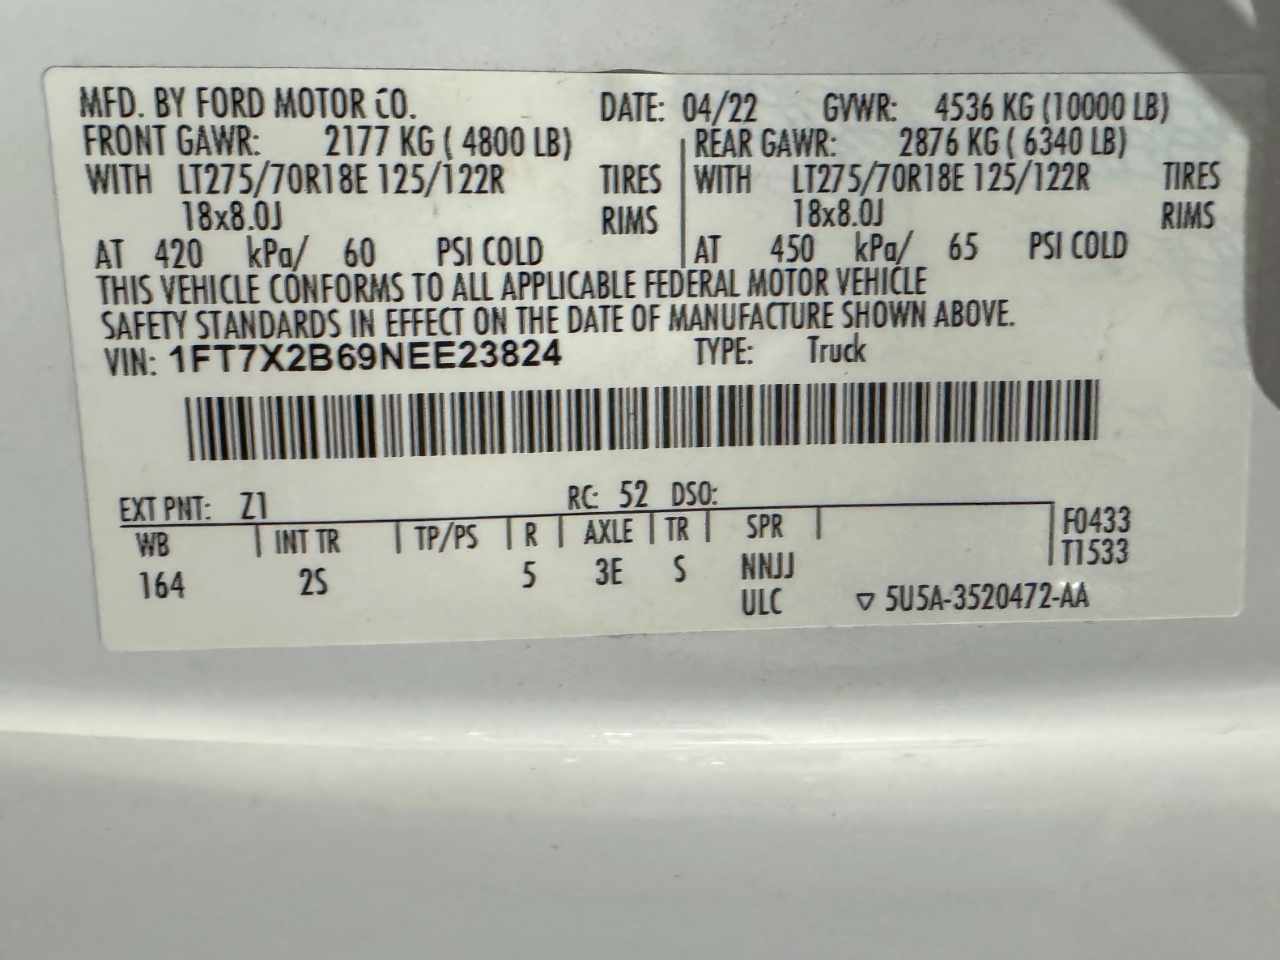 MFD. BY FORD MOTOR CO. DATE: 04/22 GVWR: 4536 KG (10000 LB)
FRONT GAWR: 2177 KG ( 4800 LB) REAR GAWR: 2876 KG ( 6340 LB)
WITH LT275/70R18E 125/122R TIRES WITH LT275/70R18E 125/122R TIRES
18x8.0J RIMS 18x8.0J RIMS
AT 420 kPa/ 60 PSI COLD AT 450 kPa/ 65 PSI COLD
THIS VEHICLE CONFORMS TO ALL APPLICABLE FEDERAL MOTOR VEHICLE
SAFETY STANDARDS IN EFFECT ON THE DATE OF MANUFACTURE SHOWN ABOVE.
VIN: 1FT7X2B69NEE23824 TYPE: Truck
EXT PNT: Z1 RC: 52 DSO:
WB INT TR TP/PS R AXLE TR SPR F0433
T1533
164 2S 5 3E S NNJJ
ULC ▽ 5U5A-3520472-AA